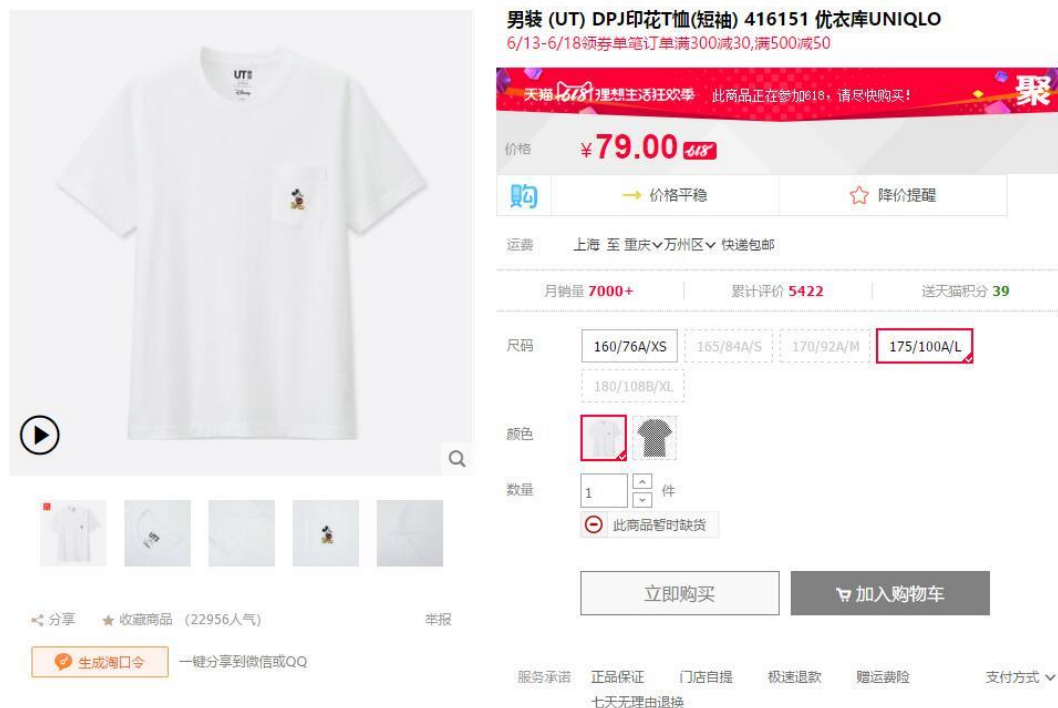 男装 (UT) DPJ印花T恤(短袖) 416151 优衣库UNIQLO
6/13-6/18领券单笔订单满300减30,满500减50
天猫618理想生活狂欢季 此商品正在参加618，请尽快购买！
聚
价格 ¥79.00 618
购 价格平稳 降价提醒
运费 上海 至 重庆 万州区 快递包邮
月销量 7000+ 累计评价 5422 送天猫积分 39
尺码 160/76A/XS 165/84A/S 170/92A/M 175/100A/L
180/108B/XL
颜色
数量 1 件
此商品暂时缺货
立即购买 加入购物车
服务承诺 正品保证 门店自提 极速退款 赠运费险 支付方式
七天无理由退换
UT
Disney
UT
分享 收藏商品 (22956人气) 举报
生成淘口令 一键分享到微信或QQ